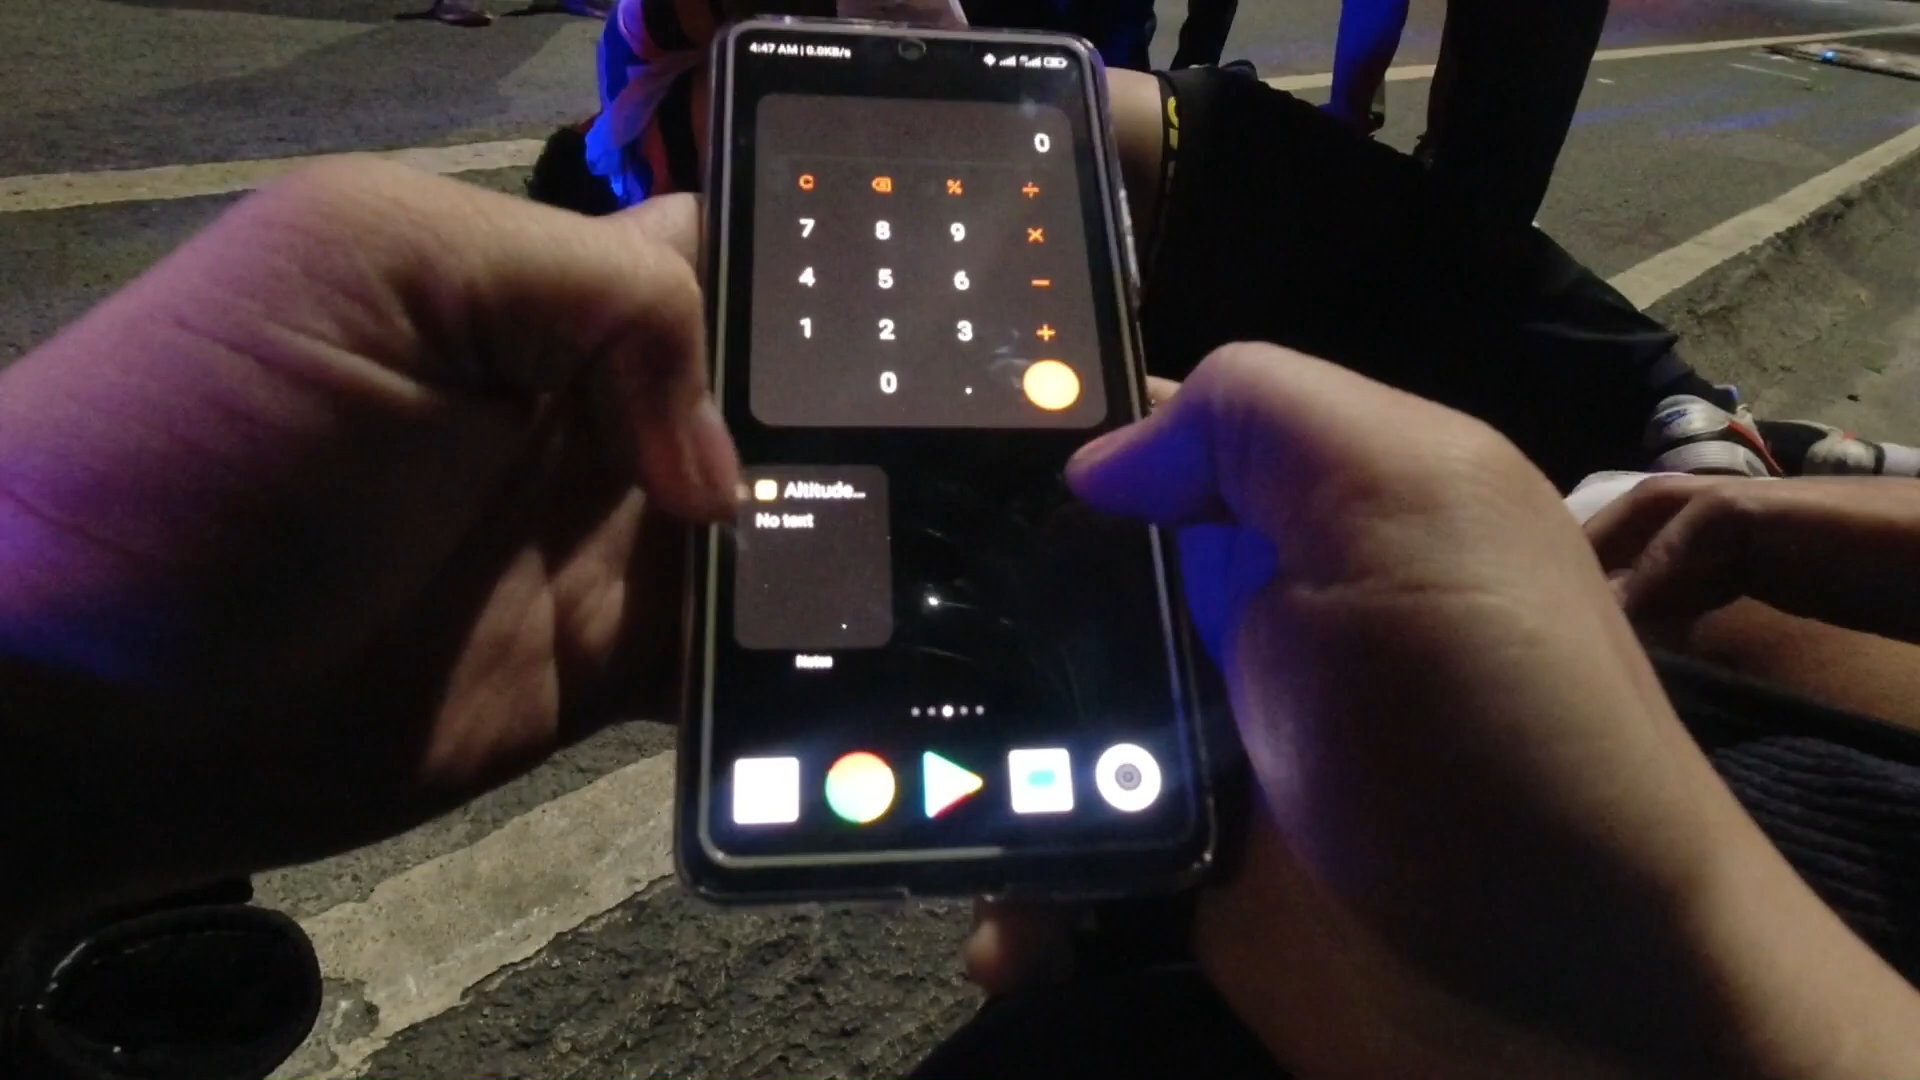 4:47 AM | 0.0KB/s
0
C % ÷
7 8 9 ×
4 5 6 −
1 2 3 +
0 .
Altitude...
No text
Notes